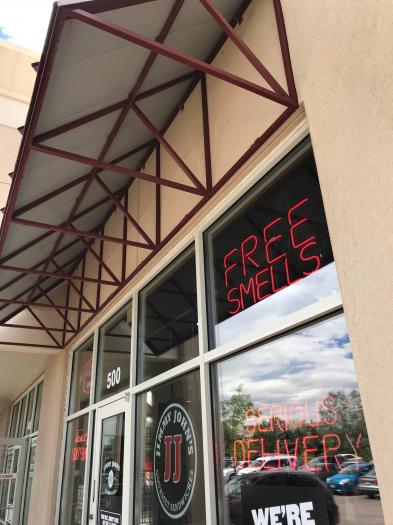 FREE
SMELLS
500
JIMMY JOHN'S
JJ
SERIOUS
DELIVERY
WE'RE